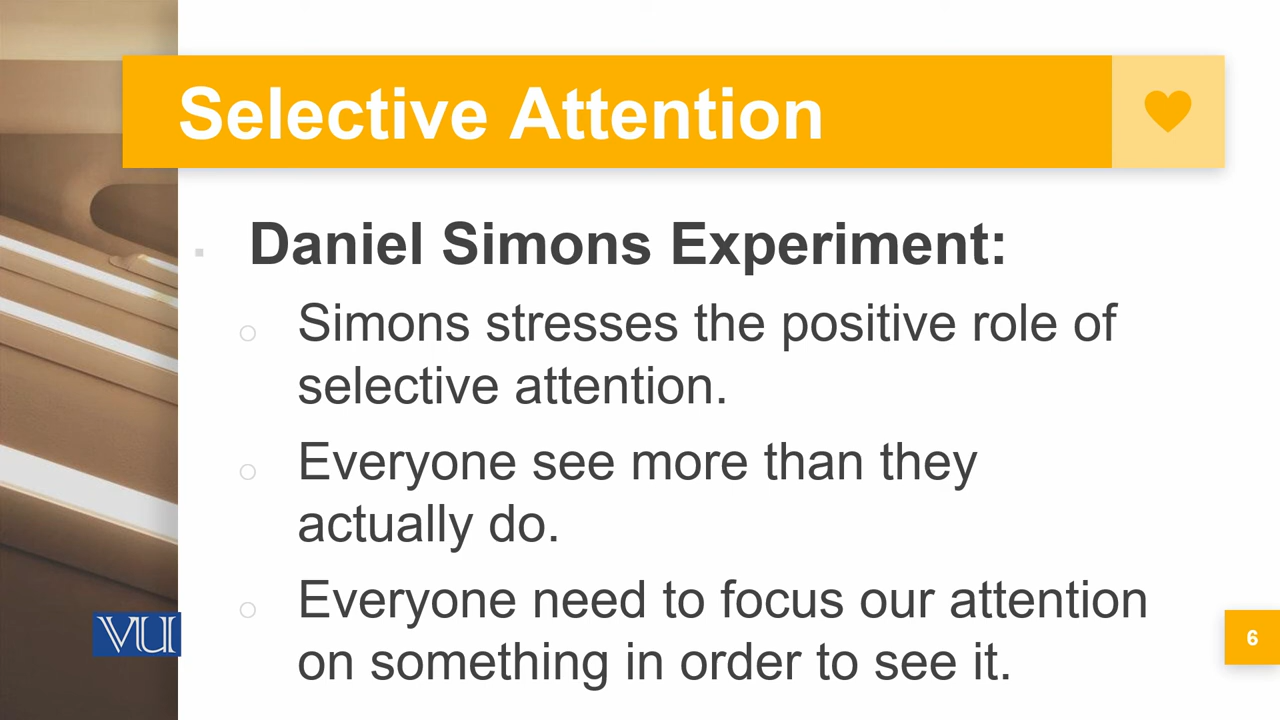 Selective Attention
Daniel Simons Experiment:
Simons stresses the positive role of
selective attention.
Everyone see more than they
actually do.
Everyone need to focus our attention
on something in order to see it.
VU
6